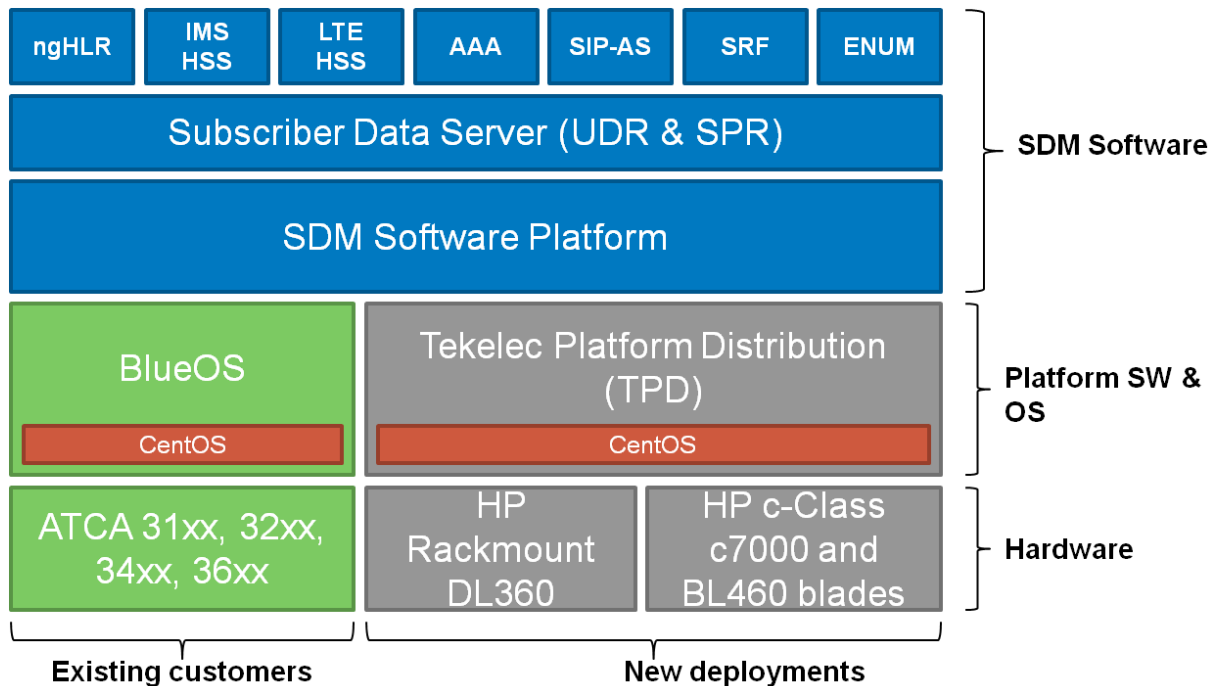 ngHLR
IMS
HSS
LTE
HSS
AAA
SIP-AS
SRF
ENUM
Subscriber Data Server (UDR & SPR)
SDM Software Platform
SDM Software
BlueOS
CentOS
Tekelec Platform Distribution
(TPD)
CentOS
Platform SW &
OS
ATCA 31xx, 32xx,
34xx, 36xx
HP
Rackmount
DL360
HP c-Class
c7000 and
BL460 blades
Hardware
Existing customers
New deployments